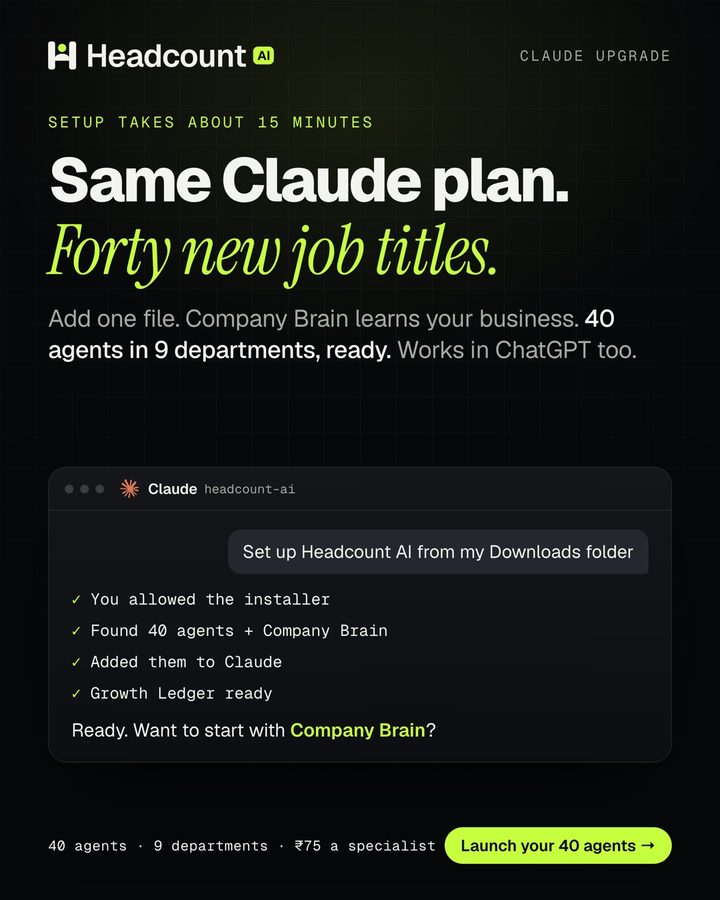 Headcount AI
CLAUDE UPGRADE
SETUP TAKES ABOUT 15 MINUTES
Same Claude plan.
Forty new job titles.
Add one file. Company Brain learns your business. 40
agents in 9 departments, ready. Works in ChatGPT too.
Claude headcount-ai
Set up Headcount AI from my Downloads folder
✓ You allowed the installer
✓ Found 40 agents + Company Brain
✓ Added them to Claude
✓ Growth Ledger ready
Ready. Want to start with Company Brain?
40 agents · 9 departments · ₹75 a specialist
Launch your 40 agents →